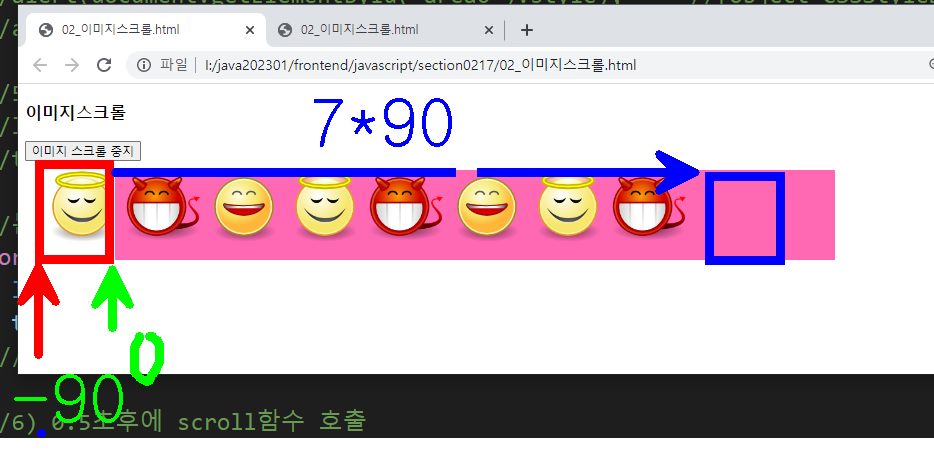 02_이미지스크롤.html
02_이미지스크롤.html
파일 | I:/java202301/frontend/javascript/section0217/02_이미지스크롤.html
이미지스크롤
7*90
이미지 스크롤 중지
0
-90
/6) 0.5초후에 scroll함수 호출